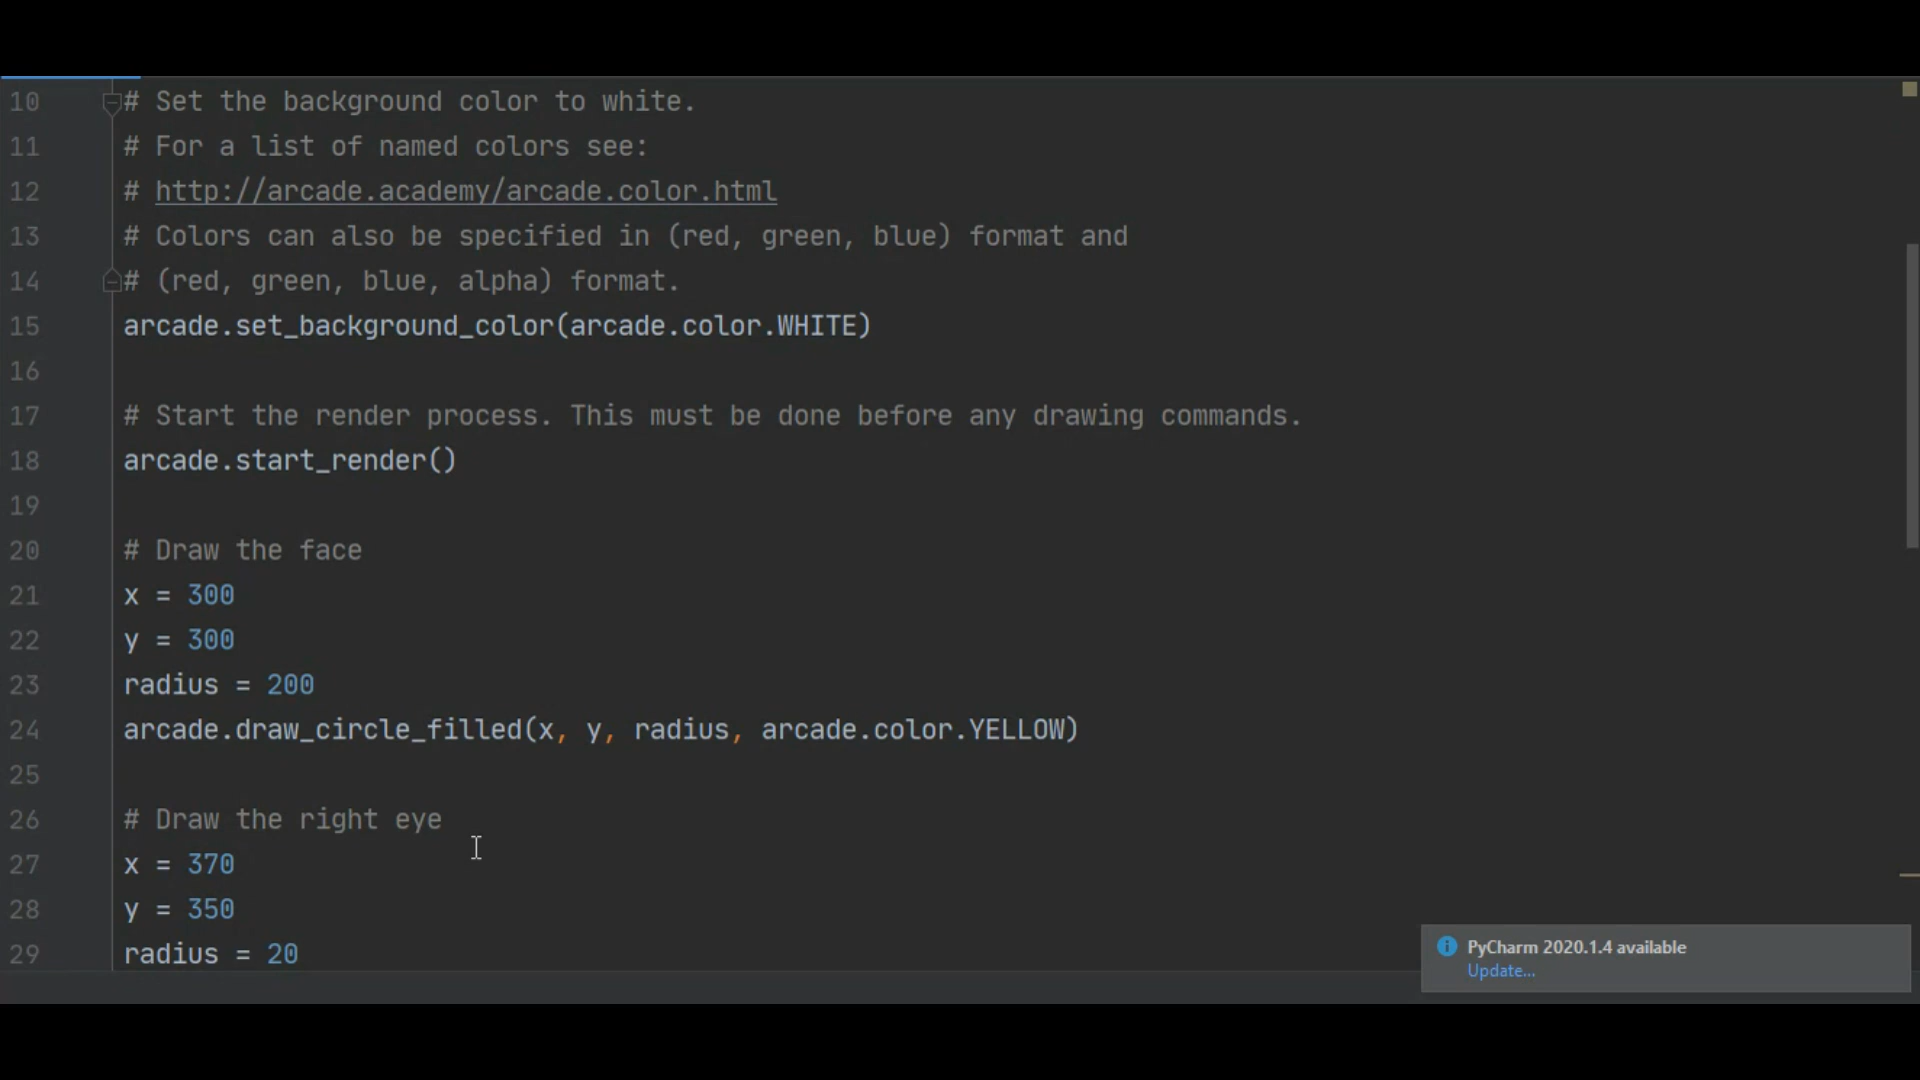 10 # Set the background color to white.
11 # For a list of named colors see:
12 # http://arcade.academy/arcade.color.html
13 # Colors can also be specified in (red, green, blue) format and
14 # (red, green, blue, alpha) format.
15 arcade.set_background_color(arcade.color.WHITE)
16
17 # Start the render process. This must be done before any drawing commands.
18 arcade.start_render()
19
20 # Draw the face
21 x = 300
22 y = 300
23 radius = 200
24 arcade.draw_circle_filled(x, y, radius, arcade.color.YELLOW)
25
26 # Draw the right eye
27 x = 370
28 y = 350
29 radius = 20
PyCharm 2020.1.4 available
Update...